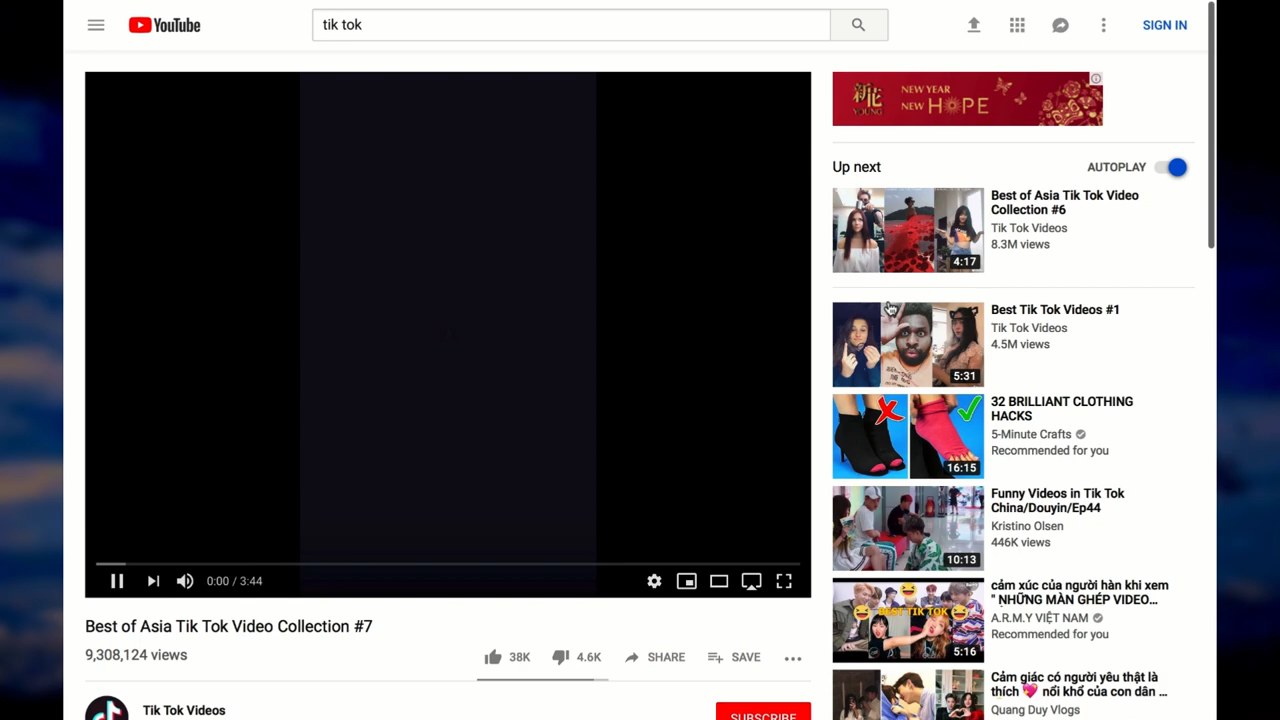 YouTube
tik tok
SIGN IN
新花
YOUNG
NEW YEAR
NEW HOPE
Up next
AUTOPLAY
Best of Asia Tik Tok Video
Collection #6
Tik Tok Videos
8.3M views
4:17
Best Tik Tok Videos #1
Tik Tok Videos
4.5M views
5:31
32 BRILLIANT CLOTHING
HACKS
5-Minute Crafts
Recommended for you
16:15
Funny Videos in Tik Tok
China/Douyin/Ep44
Kristino Olsen
446K views
10:13
cảm xúc của người hàn khi xem
" NHỮNG MÀN GHÉP VIDEO...
A.R.M.Y VIỆT NAM
Recommended for you
BEST TIK TOK
5:16
Cảm giác có người yêu thật là
thích 💖 nổi khổ của con dân ...
Quang Duy Vlogs
0:00 / 3:44
Best of Asia Tik Tok Video Collection #7
9,308,124 views
38K
4.6K
SHARE
SAVE
Tik Tok Videos
SUBSCRIBE